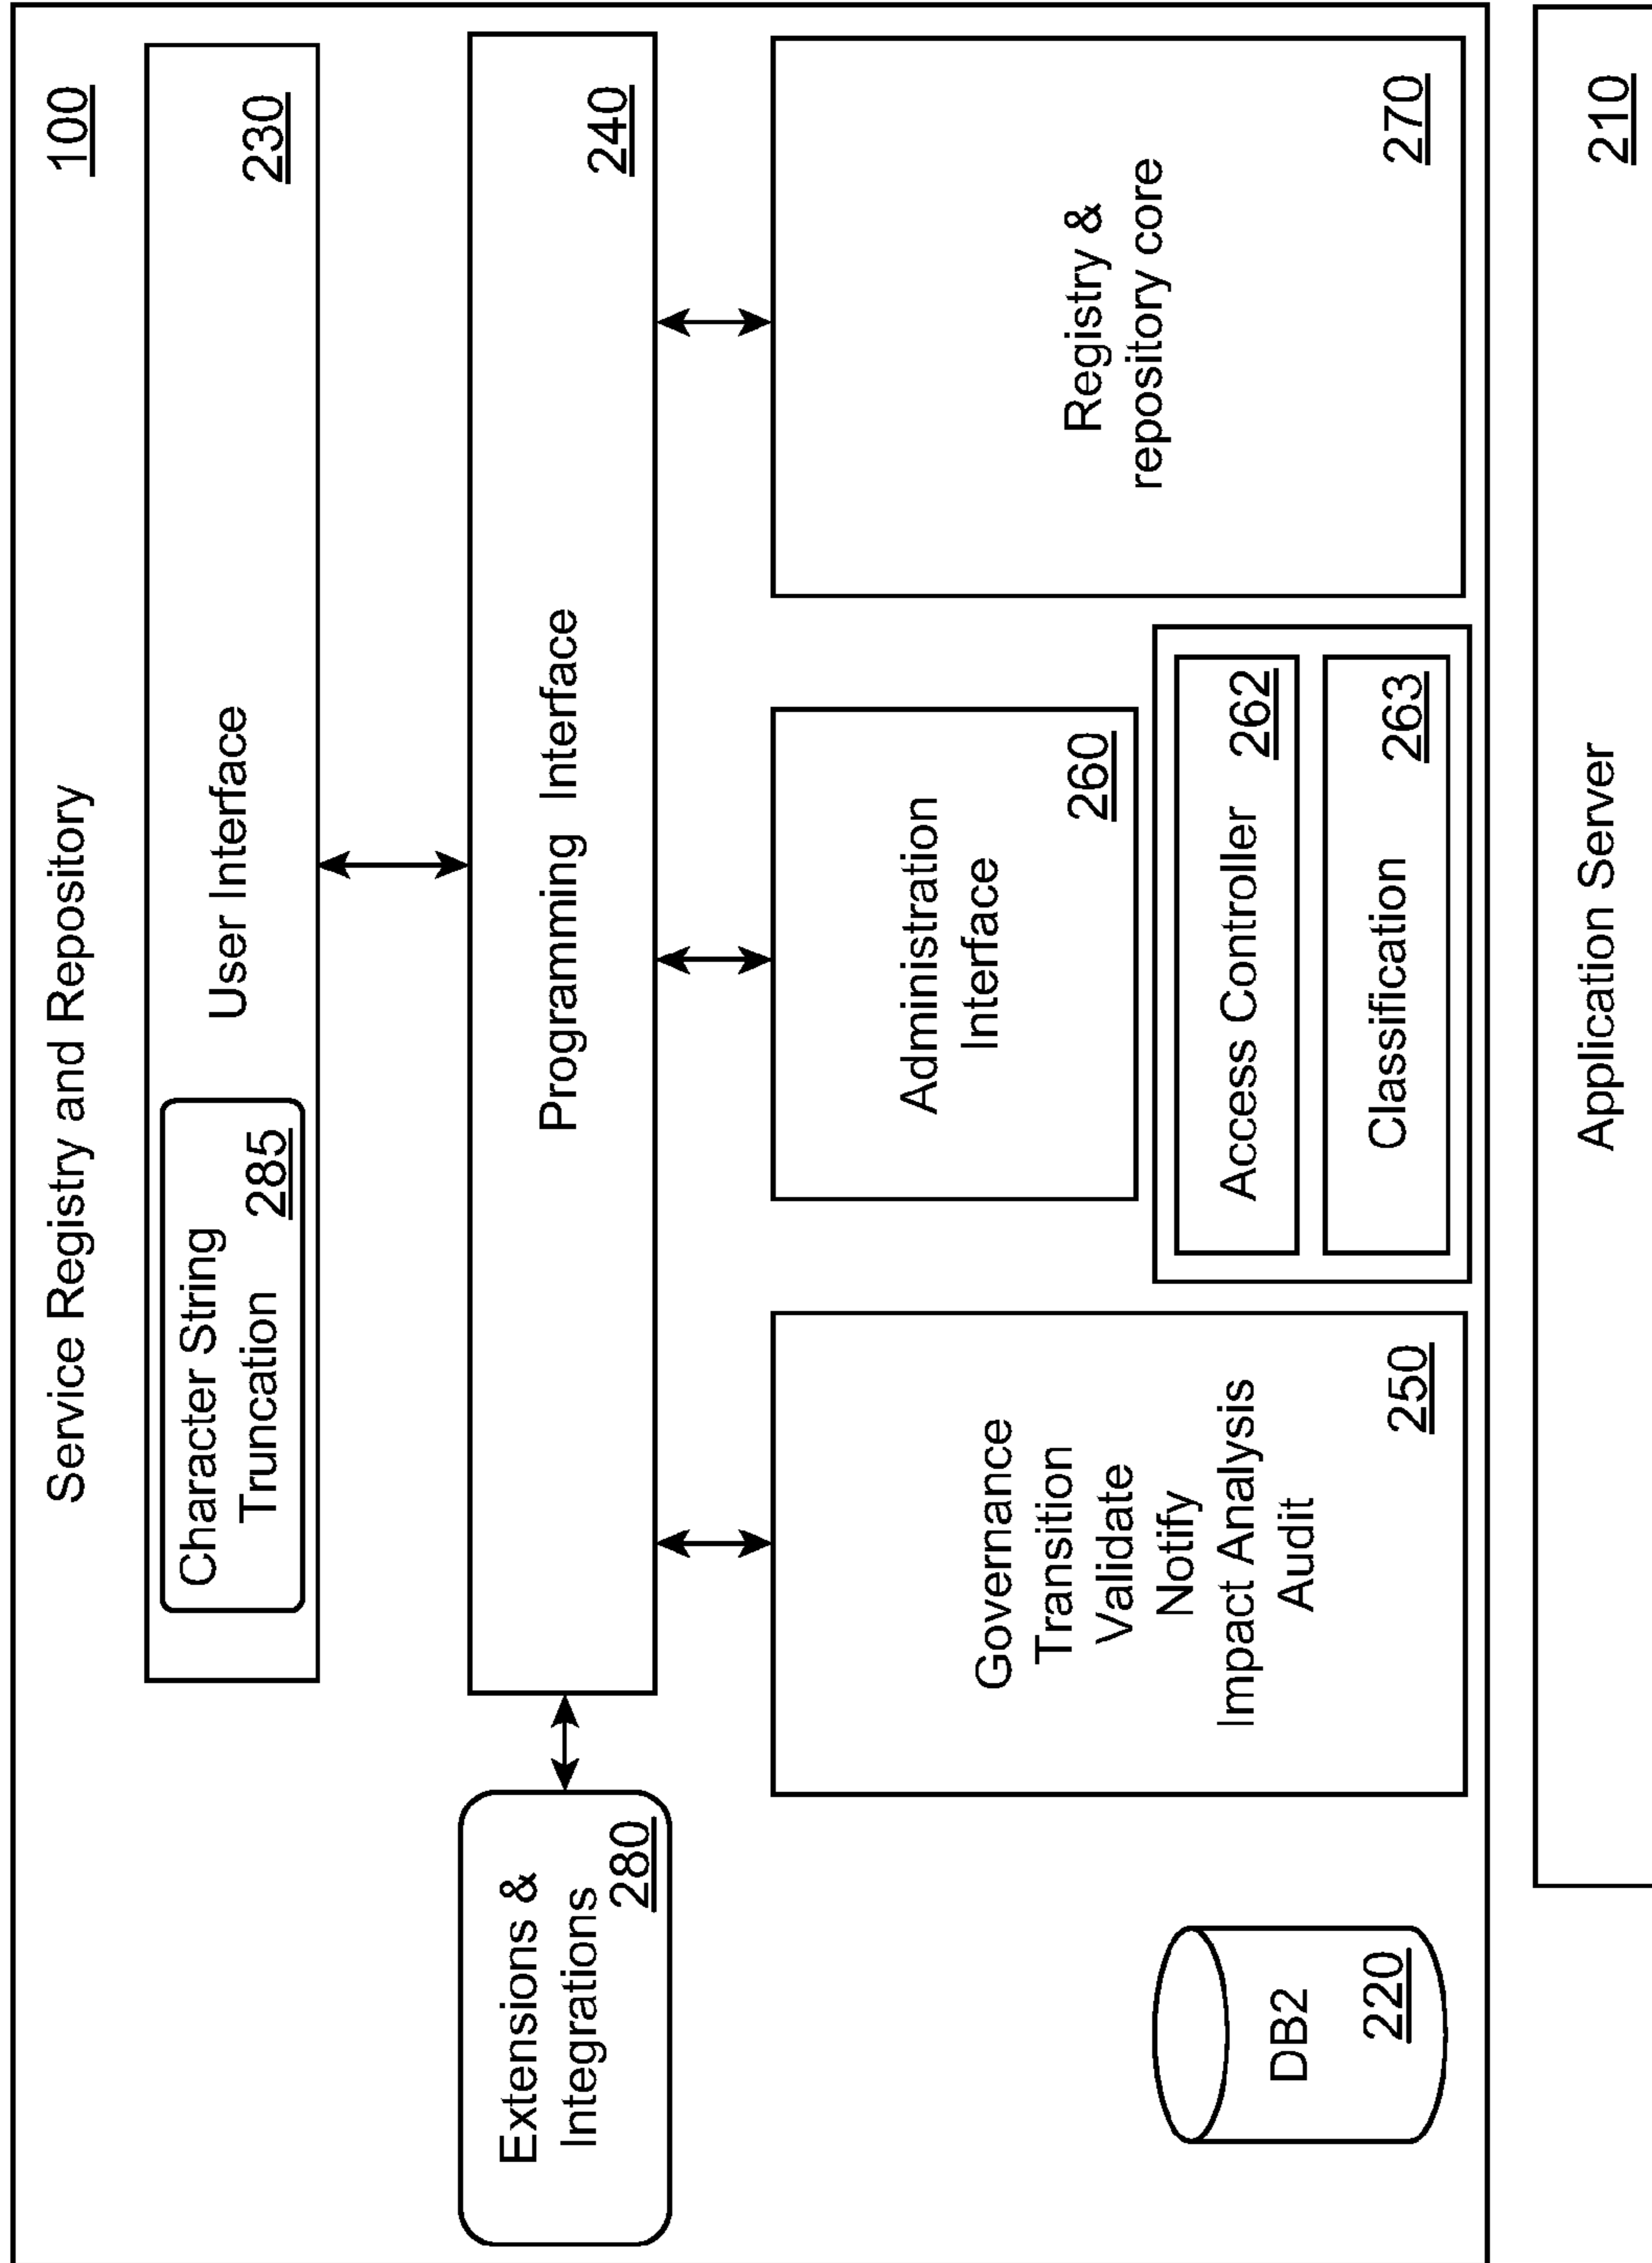 Service Registry and Repository
100
Character String
Truncation
285
User Interface
230
Extensions &
Integrations
280
Programming Interface
240
Governance
Transition
Validate
Notify
Impact Analysis
Audit
250
Administration
Interface
260
Access Controller
262
Classification
263
Registry &
repository core
270
DB2
220
Application Server
210